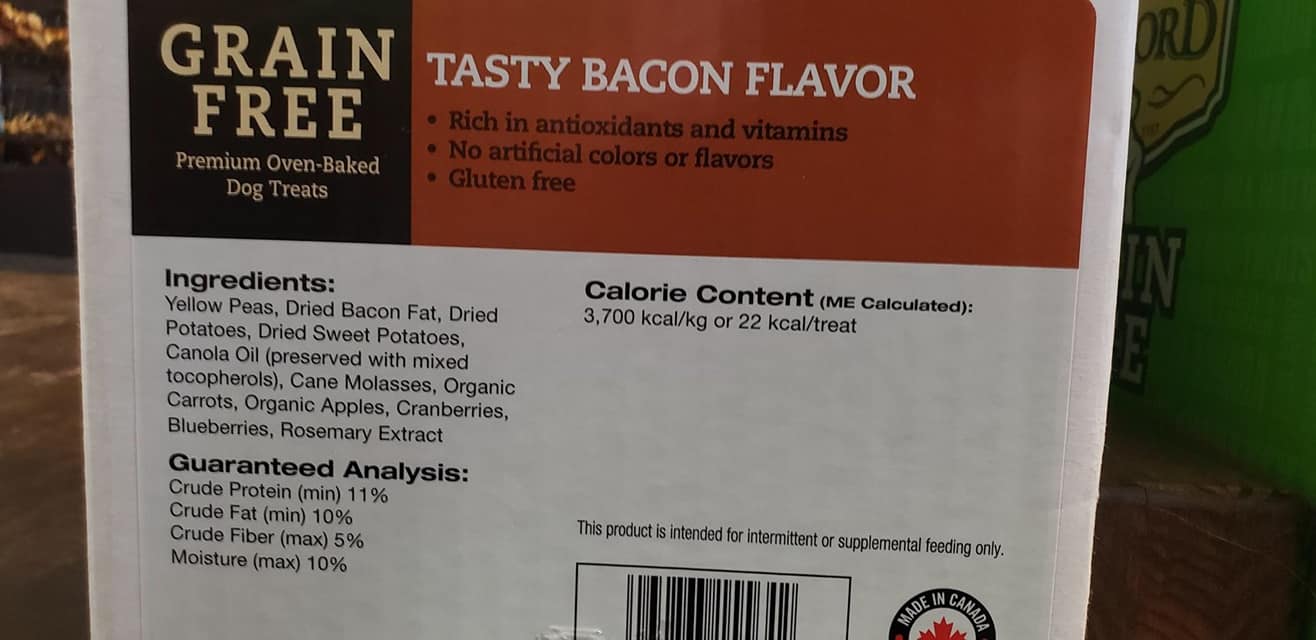 GRAIN
FREE
Premium Oven-Baked
Dog Treats
TASTY BACON FLAVOR
• Rich in antioxidants and vitamins
• No artificial colors or flavors
• Gluten free
Ingredients:
Yellow Peas, Dried Bacon Fat, Dried
Potatoes, Dried Sweet Potatoes,
Canola Oil (preserved with mixed
tocopherols), Cane Molasses, Organic
Carrots, Organic Apples, Cranberries,
Blueberries, Rosemary Extract
Guaranteed Analysis:
Crude Protein (min) 11%
Crude Fat (min) 10%
Crude Fiber (max) 5%
Moisture (max) 10%
Calorie Content (ME Calculated):
3,700 kcal/kg or 22 kcal/treat
This product is intended for intermittent or supplemental feeding only.
MADE IN CANADA
ORD
IN
E